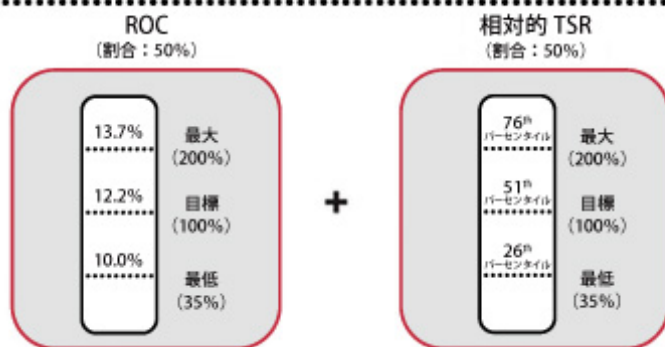 ROC
(割合:50%)
13.7%
最大
(200%)
12.2%
目標
(100%)
10.0%
最低
(35%)
+
相対的 TSR
(割合:50%)
76th
パーセンタイル
最大
(200%)
51th
パーセンタイル
目標
(100%)
26th
パーセンタイル
最低
(35%)